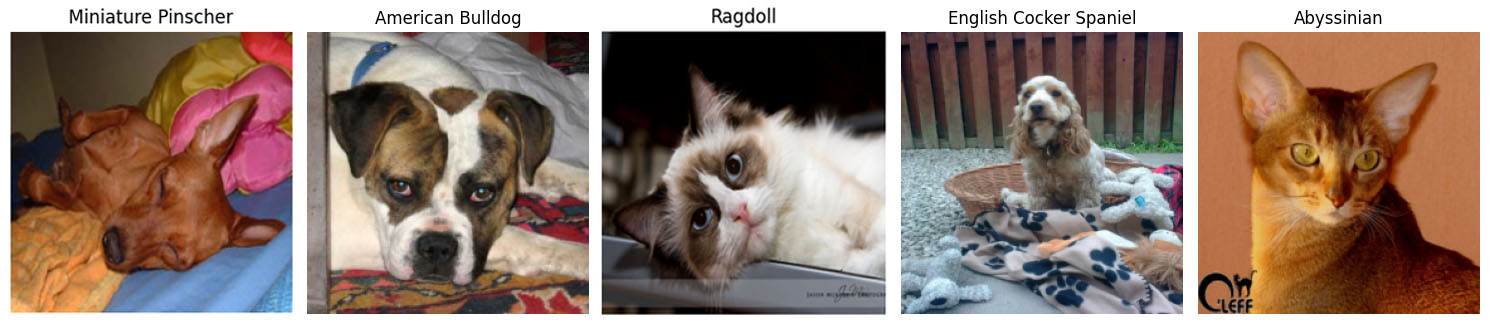 Miniature Pinscher
American Bulldog
Ragdoll
English Cocker Spaniel
Abyssinian
Q'LEFF